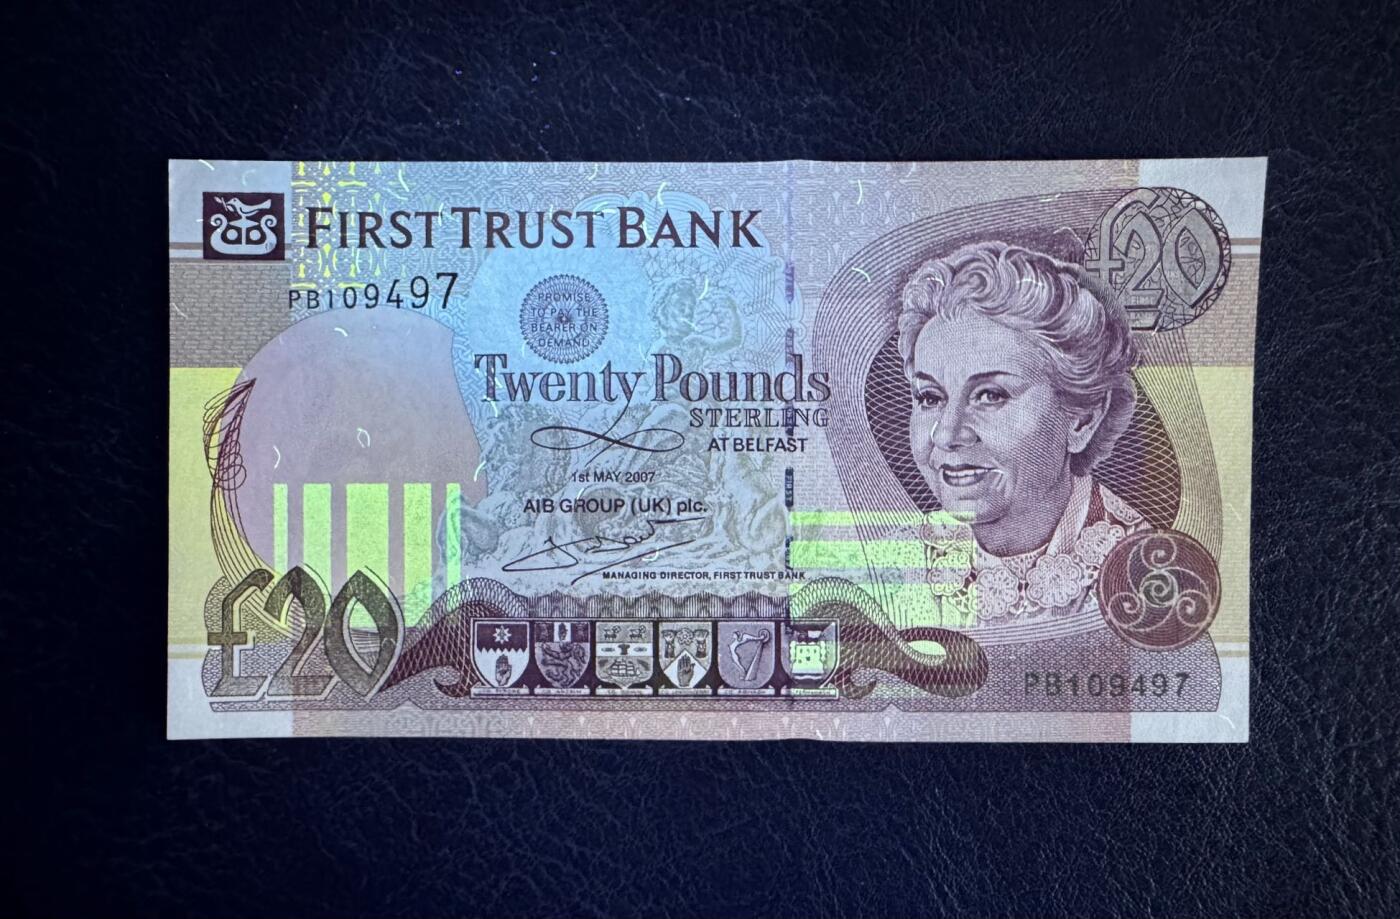 FIRST TRUST BANK
£20
PB109497
PROMISE
TO PAY THE
BEARER ON
DEMAND
Twenty Pounds
STERLING
AT BELFAST
1st MAY 2007
FIRST
AIB GROUP (UK) plc.
MANAGING DIRECTOR, FIRST TRUST BANK
£20
PB109497